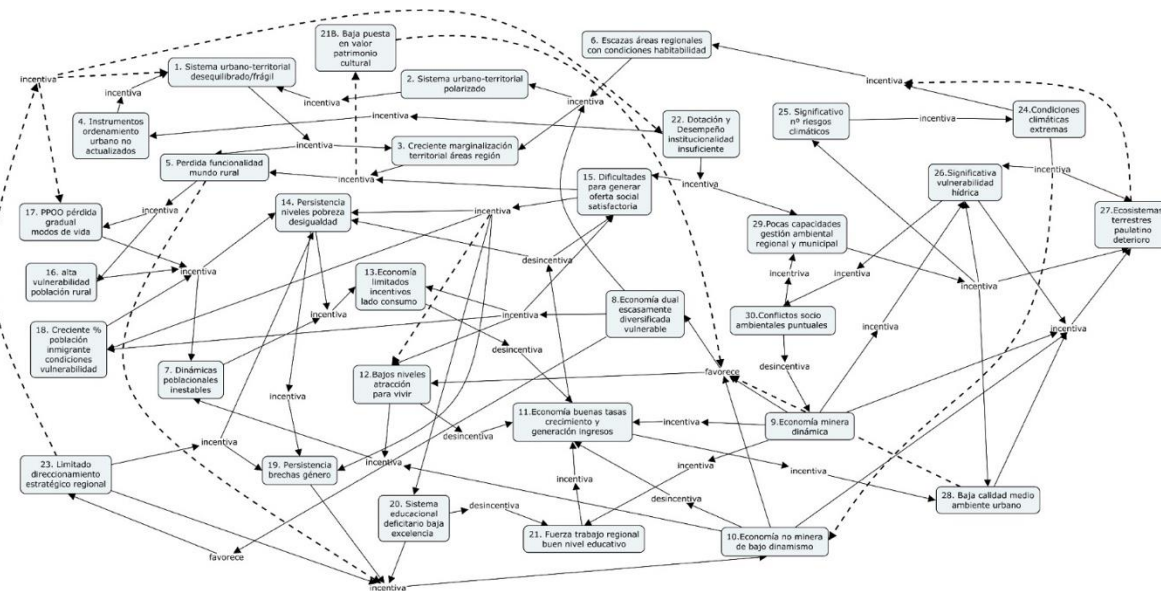 21B. Baja puesta
en valor
patrimonio
cultural
6. Escazas áreas regionales
con condiciones habitabilidad
1. Sistema urbano-territorial
desequilibrado/frágil
2. Sistema urbano-territorial
polarizado
incentiva
incentiva
incentiva
incentiva
incentiva
4. Instrumentos
ordenamiento
urbano no
actualizados
incentiva
22. Dotación y
Desempeño
institucionalidad
insuficiente
25. Significativo
nº riesgos
climáticos
incentiva
24.Condiciones
climáticas
extremas
incentiva
3. Creciente marginalización
territorial áreas región
5. Perdida funcionalidad
mundo rural
incentiva
15. Dificultades
para generar
oferta social
satisfactoria
incentiva
26.Significativa
vulnerabilidad
hídrica
incentiva
17. PPOO pérdida
gradual
modos de vida
incentiva
14. Persistencia
niveles pobreza
desigualdad
incentiva
29.Pocas capacidades
gestión ambiental
regional y municipal
27.Ecosistemas
terrestres
paulatino
deterioro
16. alta
vulnerabilidad
población rural
incentiva
13.Economía
limitados
incentivos
lado consumo
desincentiva
incentriva
incentiva
incentiva
18. Creciente %
población
inmigrante
condiciones
vulnerabilidad
incentiva
incentiva
8.Economía dual
escasamente
diversificada
vulnerable
30.Conflictos socio
ambientales puntuales
incentiva
incentiva
7. Dinámicas
poblacionales
inestables
desincentiva
12.Bajos niveles
atracción
para vivir
favorece
desincentiva
incentiva
11.Economía buenas tasas
crecimiento y
generación ingresos
incentiva
9.Economía minera
dinámica
desincentiva
incentiva
23. Limitado
direccionamiento
estratégico regional
19. Persistencia
brechas género
incentiva
incentiva
incentiva
incentiva
20. Sistema
educacional
deficitario baja
excelencia
desincentiva
incentiva
desincentiva
28. Baja calidad medio
ambiente urbano
21. Fuerza trabajo regional
buen nivel educativo
10.Economía no minera
de bajo dinamismo
favorece
incentiva